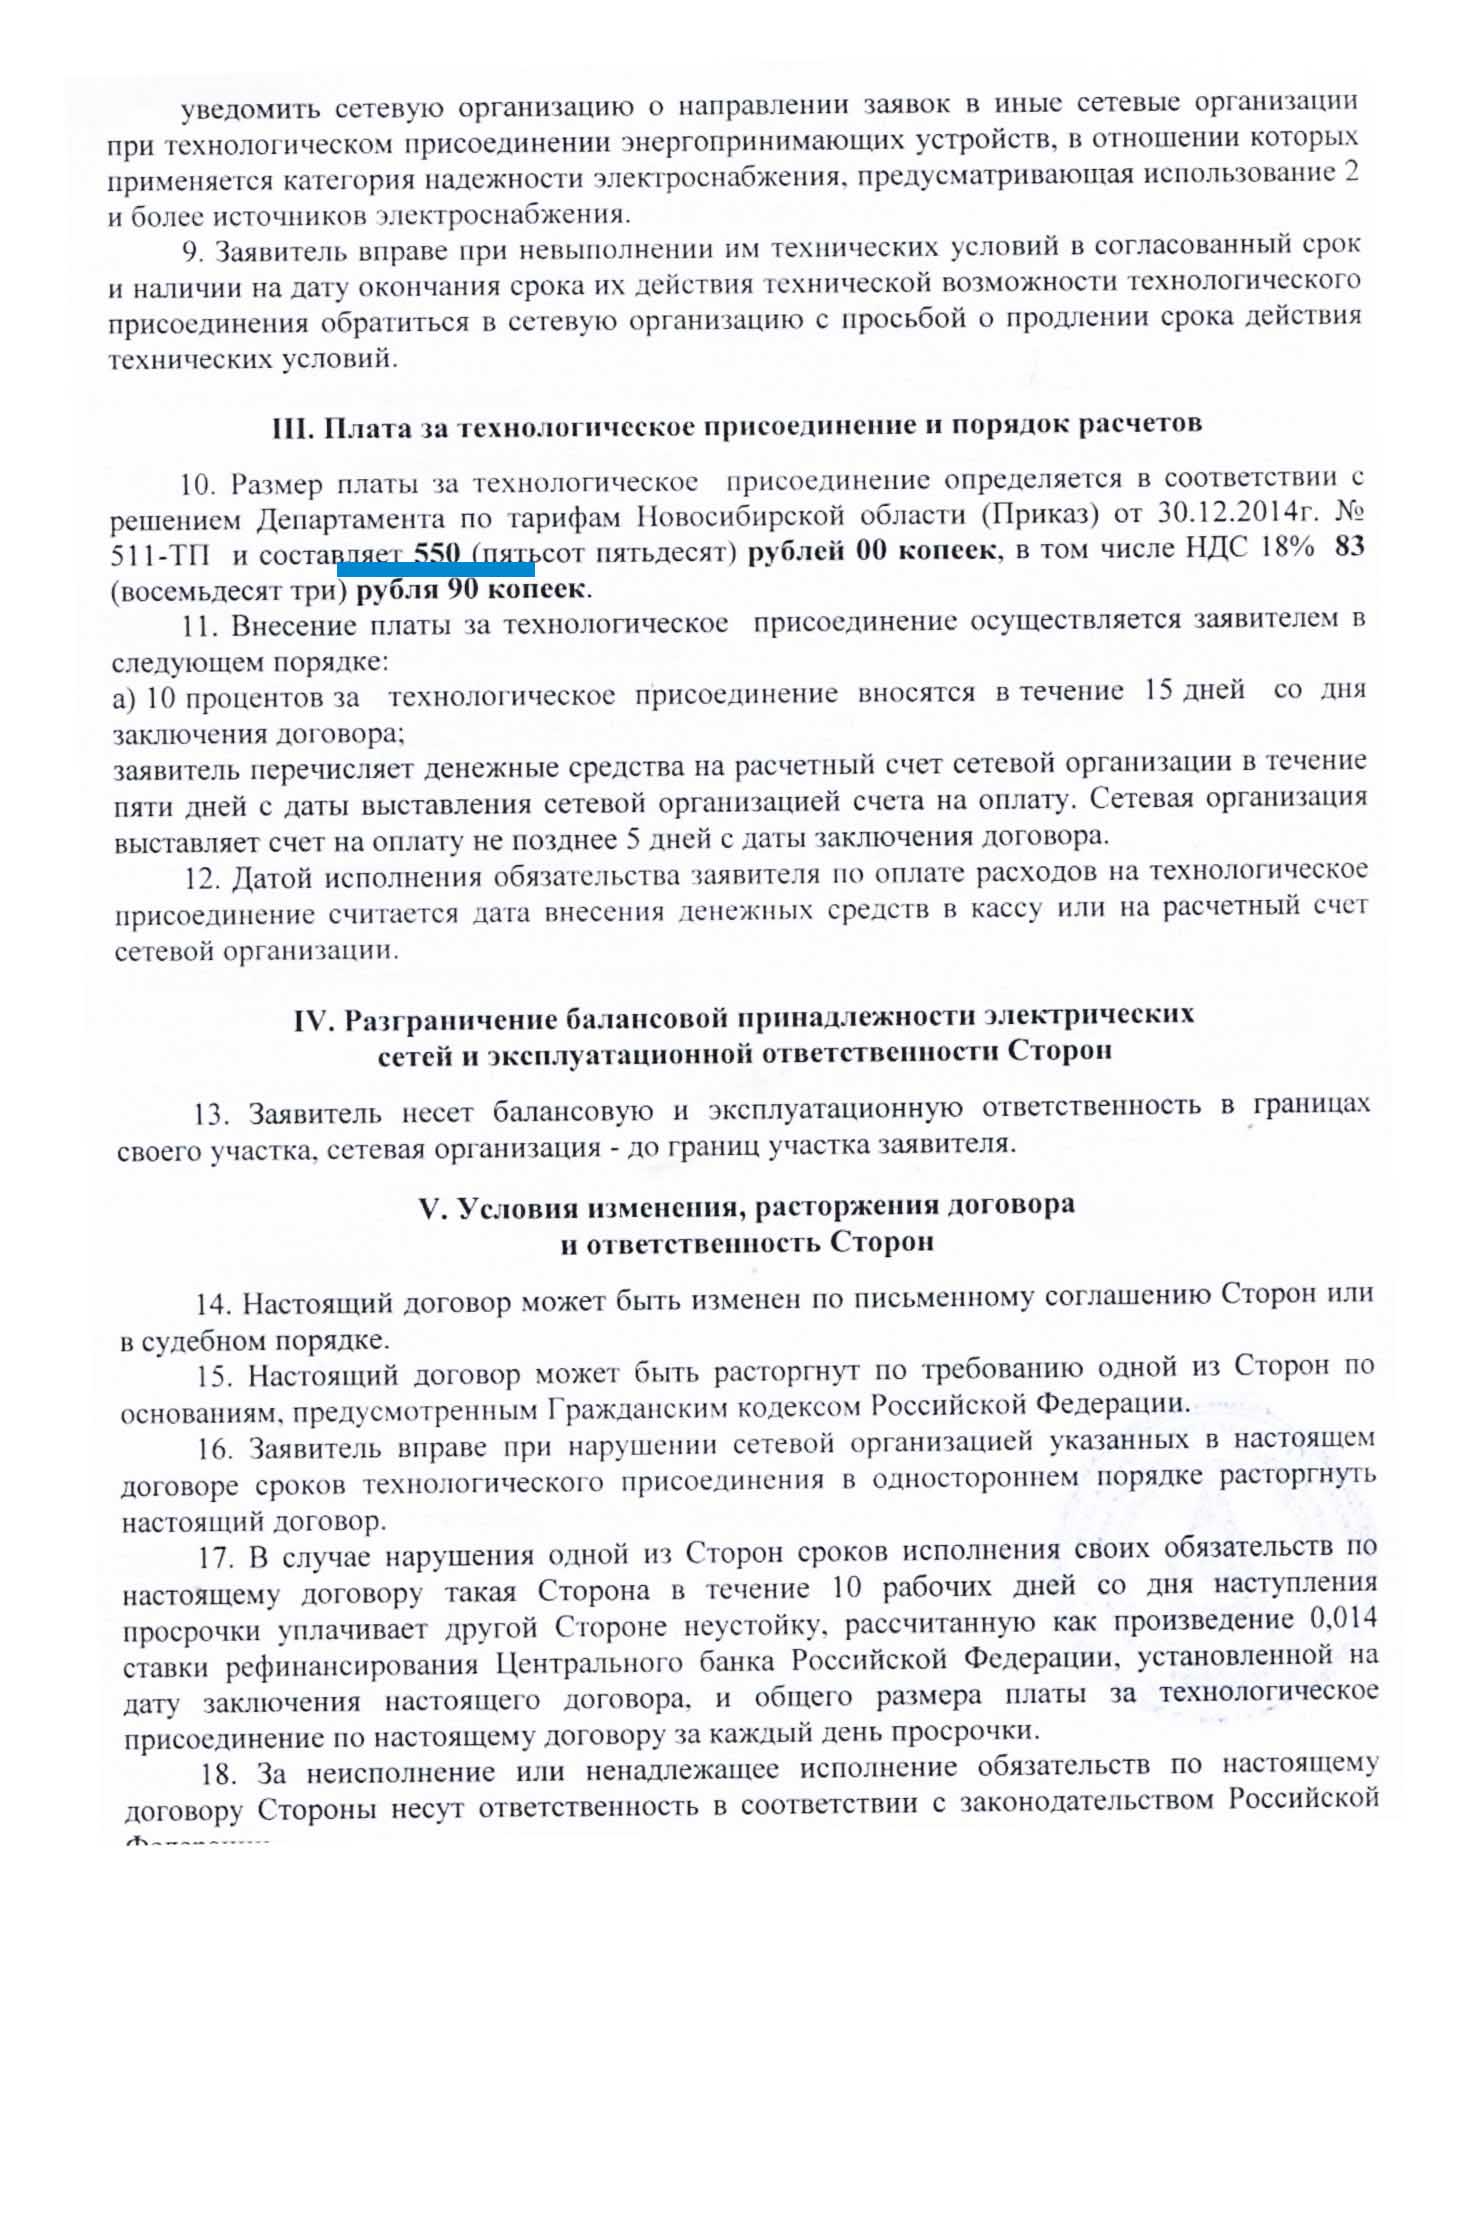 уведомить сетевую организацию о направлении заявок в иные сетевые организации
при технологическом присоединении энергопринимающих устройств, в отношении которых
применяется категория надежности электроснабжения, предусматривающая использование 2
и более источников электроснабжения.
9. Заявитель вправе при невыполнении им технических условий в согласованный срок
и наличии на дату окончания срока их действия технической возможности технологического
присоединения обратиться в сетевую организацию с просьбой о продлении срока действия
технических условий.
III. Плата за технологическое присоединение и порядок расчетов
10. Размер платы за технологическое присоединение определяется в соответствии с
решением Департамента по тарифам Новосибирской области (Приказ) от 30.12.2014г. №
511-ТП и составляет 550 (пятьсот пятьдесят) рублей 00 копеек, в том числе НДС 18% 83
(восемьдесят три) рубля 90 копеек.
11. Внесение платы за технологическое присоединение осуществляется заявителем в
следующем порядке:
а) 10 процентов за технологическое присоединение вносятся в течение 15 дней со дня
заключения договора;
заявитель перечисляет денежные средства на расчетный счет сетевой организации в течение
пяти дней с даты выставления сетевой организацией счета на оплату. Сетевая организация
выставляет счет на оплату не позднее 5 дней с даты заключения договора.
12. Датой исполнения обязательства заявителя по оплате расходов на технологическое
присоединение считается дата внесения денежных средств в кассу или на расчетный счет
сетевой организации.
IV. Разграничение балансовой принадлежности электрических
сетей и эксплуатационной ответственности Сторон
13. Заявитель несет балансовую и эксплуатационную ответственность в границах
своего участка, сетевая организация - до границ участка заявителя.
V. Условия изменения, расторжения договора
и ответственность Сторон
14. Настоящий договор может быть изменен по письменному соглашению Сторон или
в судебном порядке.
15. Настоящий договор может быть расторгнут по требованию одной из Сторон по
основаниям, предусмотренным Гражданским кодексом Российской Федерации.
16. Заявитель вправе при нарушении сетевой организацией указанных в настоящем
договоре сроков технологического присоединения в одностороннем порядке расторгнуть
настоящий договор.
17. В случае нарушения одной из Сторон сроков исполнения своих обязательств по
настоящему договору такая Сторона в течение 10 рабочих дней со дня наступления
просрочки уплачивает другой Стороне неустойку, рассчитанную как произведение 0,014
ставки рефинансирования Центрального банка Российской Федерации, установленной на
дату заключения настоящего договора, и общего размера платы за технологическое
присоединение по настоящему договору за каждый день просрочки.
18. За неисполнение или ненадлежащее исполнение обязательств по настоящему
договору Стороны несут ответственность в соответствии с законодательством Российской